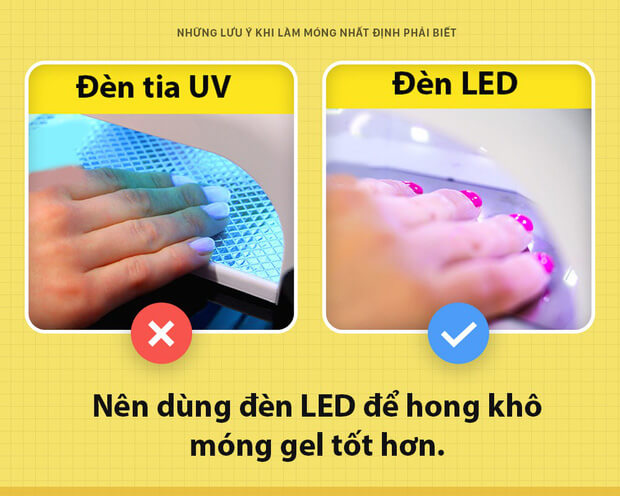 NHỮNG LƯU Ý KHI LÀM MÓNG NHẤT ĐỊNH PHẢI BIẾT
Đèn tia UV
Đèn LED
Nên dùng đèn LED để hong khô
móng gel tốt hơn.